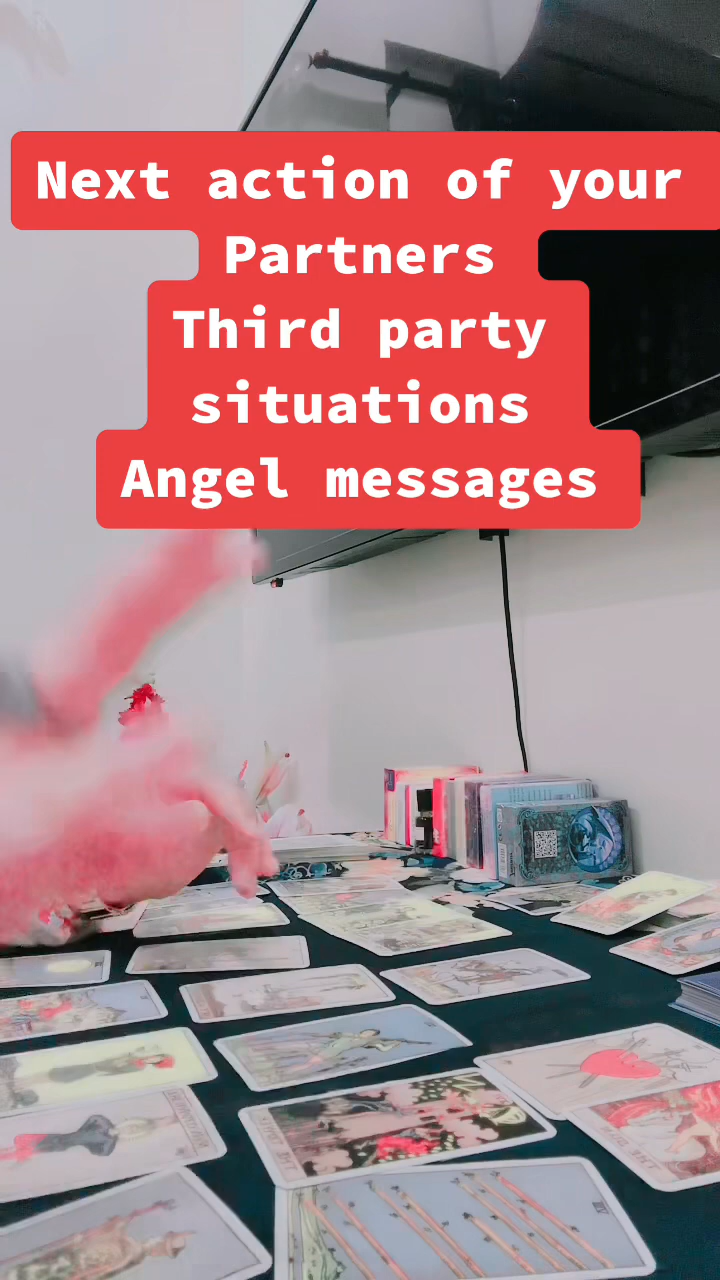 Next action of your
Partners
Third party
situations
Angel messages